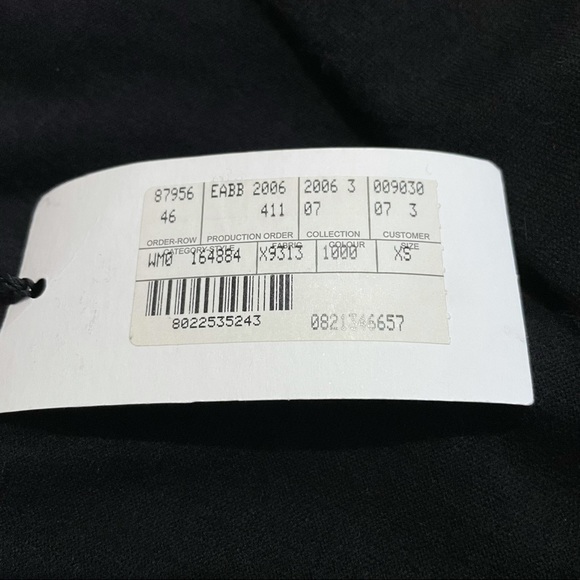 87956 EABB 2006 2006 3 009030
46 411 07 07 3
ORDER-ROW PRODUCTION ORDER COLLECTION CUSTOMER
CATEGORY-STYLE FABRIC COLOUR SIZE
WM0 164884 X9313 1000 XS
8022535243 0821346657